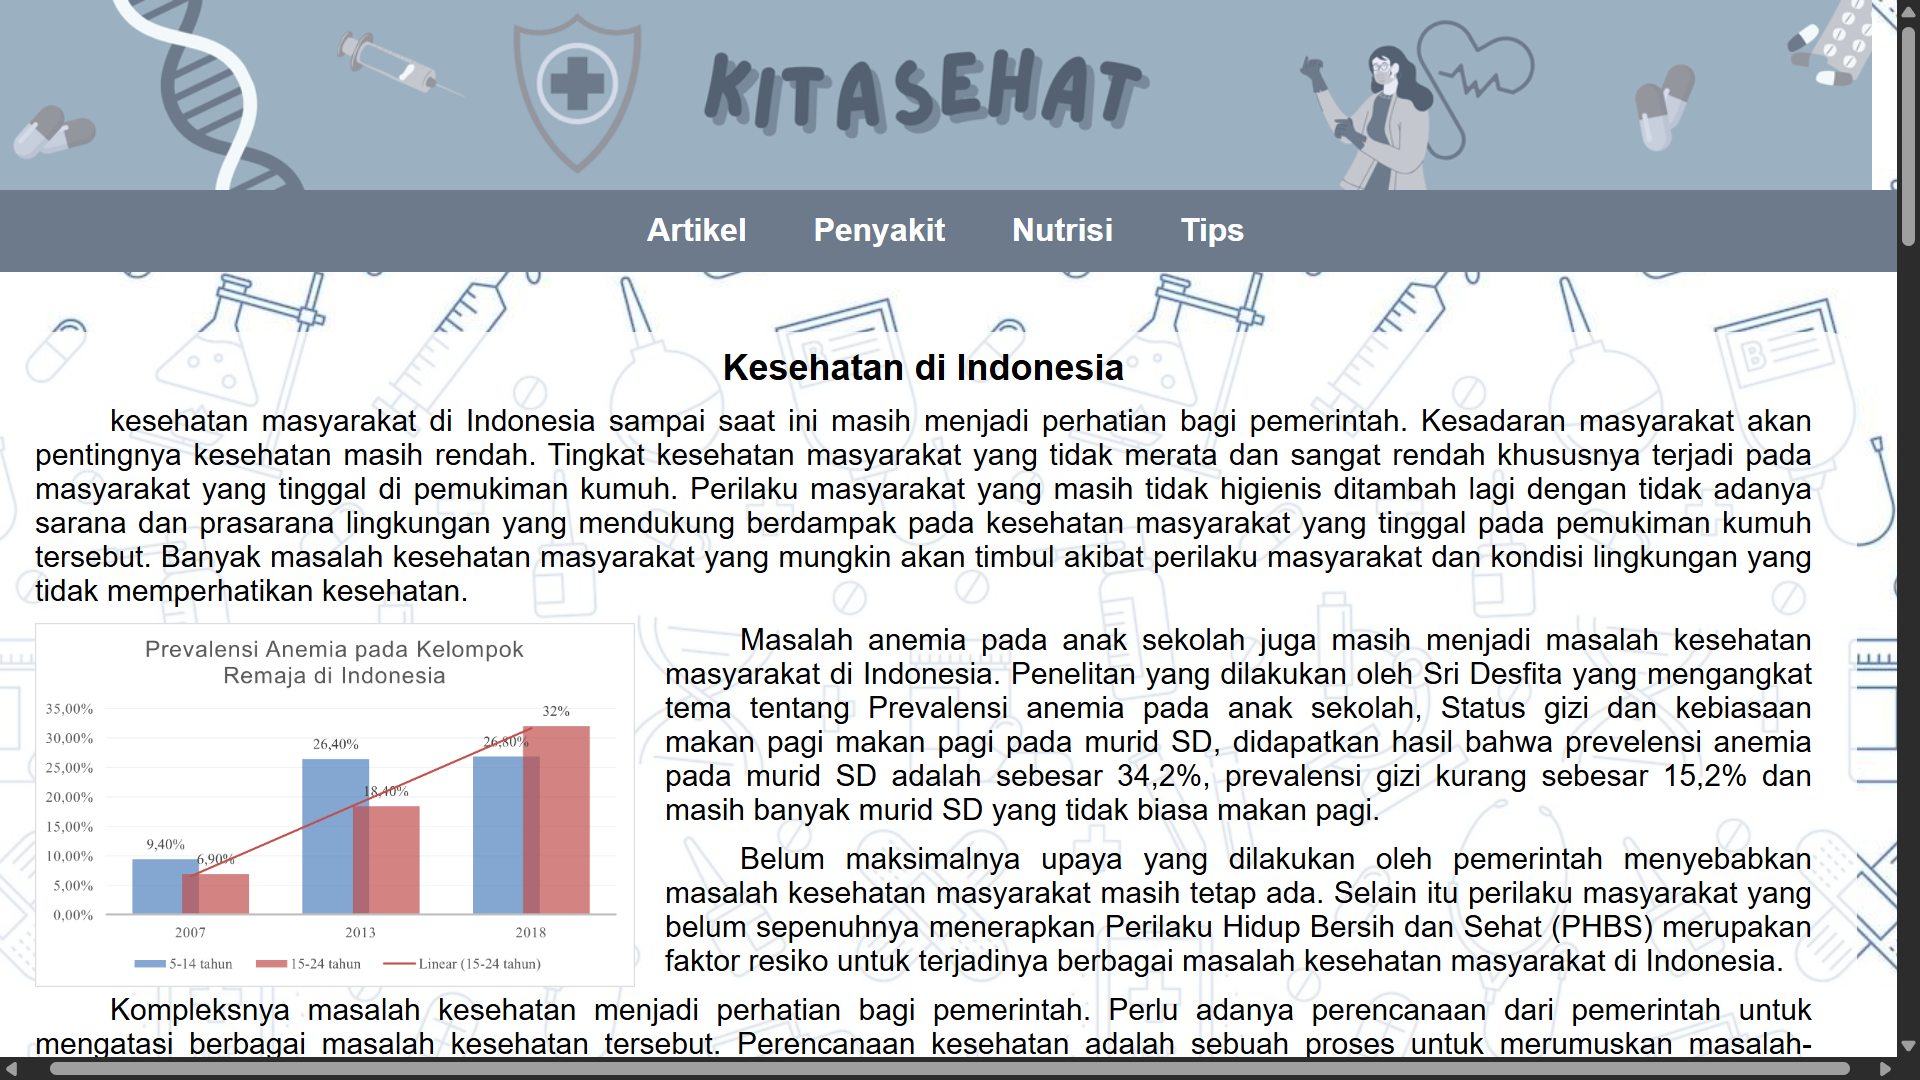 KITASEHAT
Artikel Penyakit Nutrisi Tips
Kesehatan di Indonesia
kesehatan masyarakat di Indonesia sampai saat ini masih menjadi perhatian bagi pemerintah. Kesadaran masyarakat akan
pentingnya kesehatan masih rendah. Tingkat kesehatan masyarakat yang tidak merata dan sangat rendah khususnya terjadi pada
masyarakat yang tinggal di pemukiman kumuh. Perilaku masyarakat yang masih tidak higienis ditambah lagi dengan tidak adanya
sarana dan prasarana lingkungan yang mendukung berdampak pada kesehatan masyarakat yang tinggal pada pemukiman kumuh
tersebut. Banyak masalah kesehatan masyarakat yang mungkin akan timbul akibat perilaku masyarakat dan kondisi lingkungan yang
tidak memperhatikan kesehatan.
Prevalensi Anemia pada Kelompok
Remaja di Indonesia
35,00%
30,00%
25,00%
20,00%
15,00%
10,00%
5,00%
0,00%
9,40%
6,90%
26,40%
18,40%
26,80%
32%
2007 2013 2018
5-14 tahun 15-24 tahun Linear (15-24 tahun)
Masalah anemia pada anak sekolah juga masih menjadi masalah kesehatan
masyarakat di Indonesia. Penelitan yang dilakukan oleh Sri Desfita yang mengangkat
tema tentang Prevalensi anemia pada anak sekolah, Status gizi dan kebiasaan
makan pagi makan pagi pada murid SD, didapatkan hasil bahwa prevelensi anemia
pada murid SD adalah sebesar 34,2%, prevalensi gizi kurang sebesar 15,2% dan
masih banyak murid SD yang tidak biasa makan pagi.
Belum maksimalnya upaya yang dilakukan oleh pemerintah menyebabkan
masalah kesehatan masyarakat masih tetap ada. Selain itu perilaku masyarakat yang
belum sepenuhnya menerapkan Perilaku Hidup Bersih dan Sehat (PHBS) merupakan
faktor resiko untuk terjadinya berbagai masalah kesehatan masyarakat di Indonesia.
Kompleksnya masalah kesehatan menjadi perhatian bagi pemerintah. Perlu adanya perencanaan dari pemerintah untuk
mengatasi berbagai masalah kesehatan tersebut. Perencanaan kesehatan adalah sebuah proses untuk merumuskan masalah-